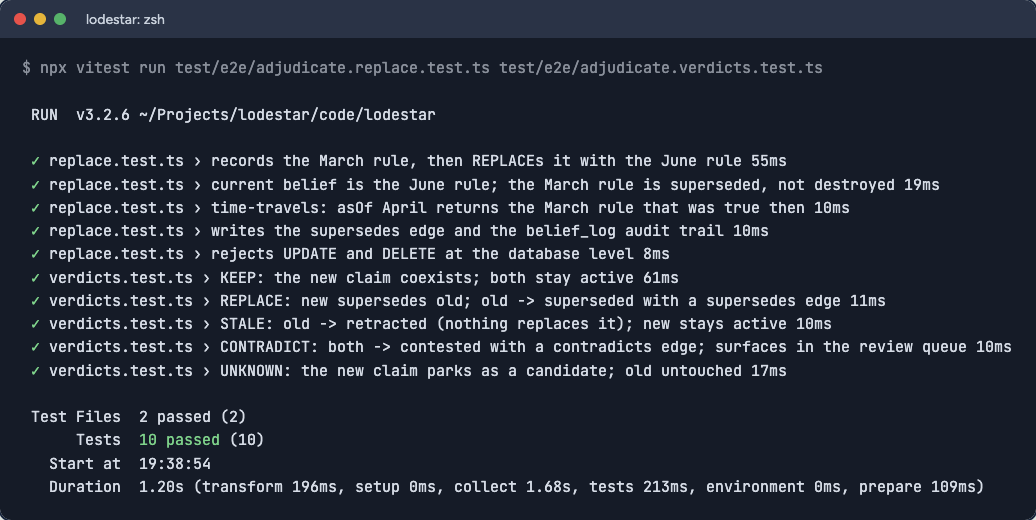 lodestar: zsh
$ npx vitest run test/e2e/adjudicate.replace.test.ts test/e2e/adjudicate.verdicts.test.ts
RUN v3.2.6 ~/Projects/lodestar/code/lodestar
✓ replace.test.ts › records the March rule, then REPLACEs it with the June rule 55ms
✓ replace.test.ts › current belief is the June rule; the March rule is superseded, not destroyed 19ms
✓ replace.test.ts › time-travels: asOf April returns the March rule that was true then 10ms
✓ replace.test.ts › writes the supersedes edge and the belief_log audit trail 10ms
✓ replace.test.ts › rejects UPDATE and DELETE at the database level 8ms
✓ verdicts.test.ts › KEEP: the new claim coexists; both stay active 61ms
✓ verdicts.test.ts › REPLACE: new supersedes old; old -> superseded with a supersedes edge 11ms
✓ verdicts.test.ts › STALE: old -> retracted (nothing replaces it); new stays active 10ms
✓ verdicts.test.ts › CONTRADICT: both -> contested with a contradicts edge; surfaces in the review queue 10ms
✓ verdicts.test.ts › UNKNOWN: the new claim parks as a candidate; old untouched 17ms
Test Files 2 passed (2)
Tests 10 passed (10)
Start at 19:38:54
Duration 1.20s (transform 196ms, setup 0ms, collect 1.68s, tests 213ms, environment 0ms, prepare 109ms)